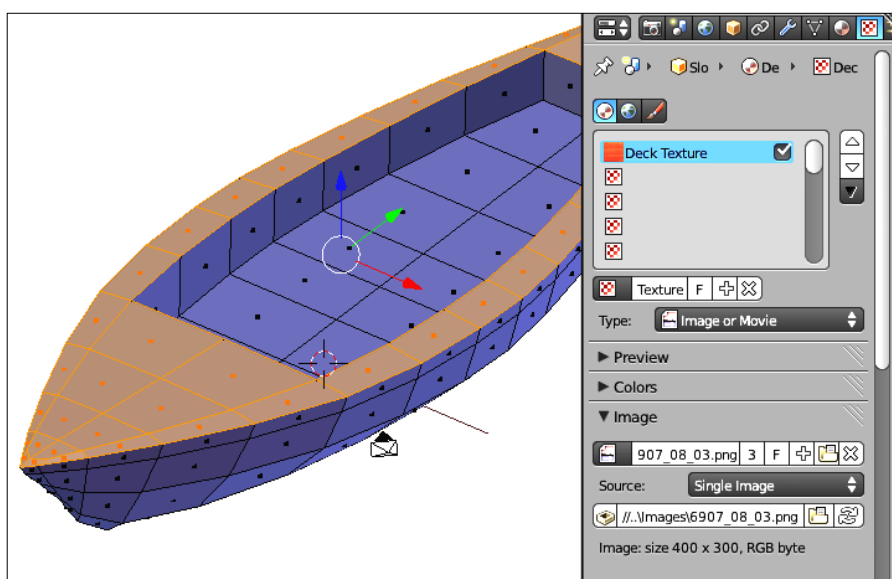 Slo De Dec
Deck Texture
Texture F
Type: Image or Movie
Preview
Colors
Image
907_08_03.png 3 F
Source: Single Image
//..\Images\6907_08_03.png
Image: size 400 x 300, RGB byte